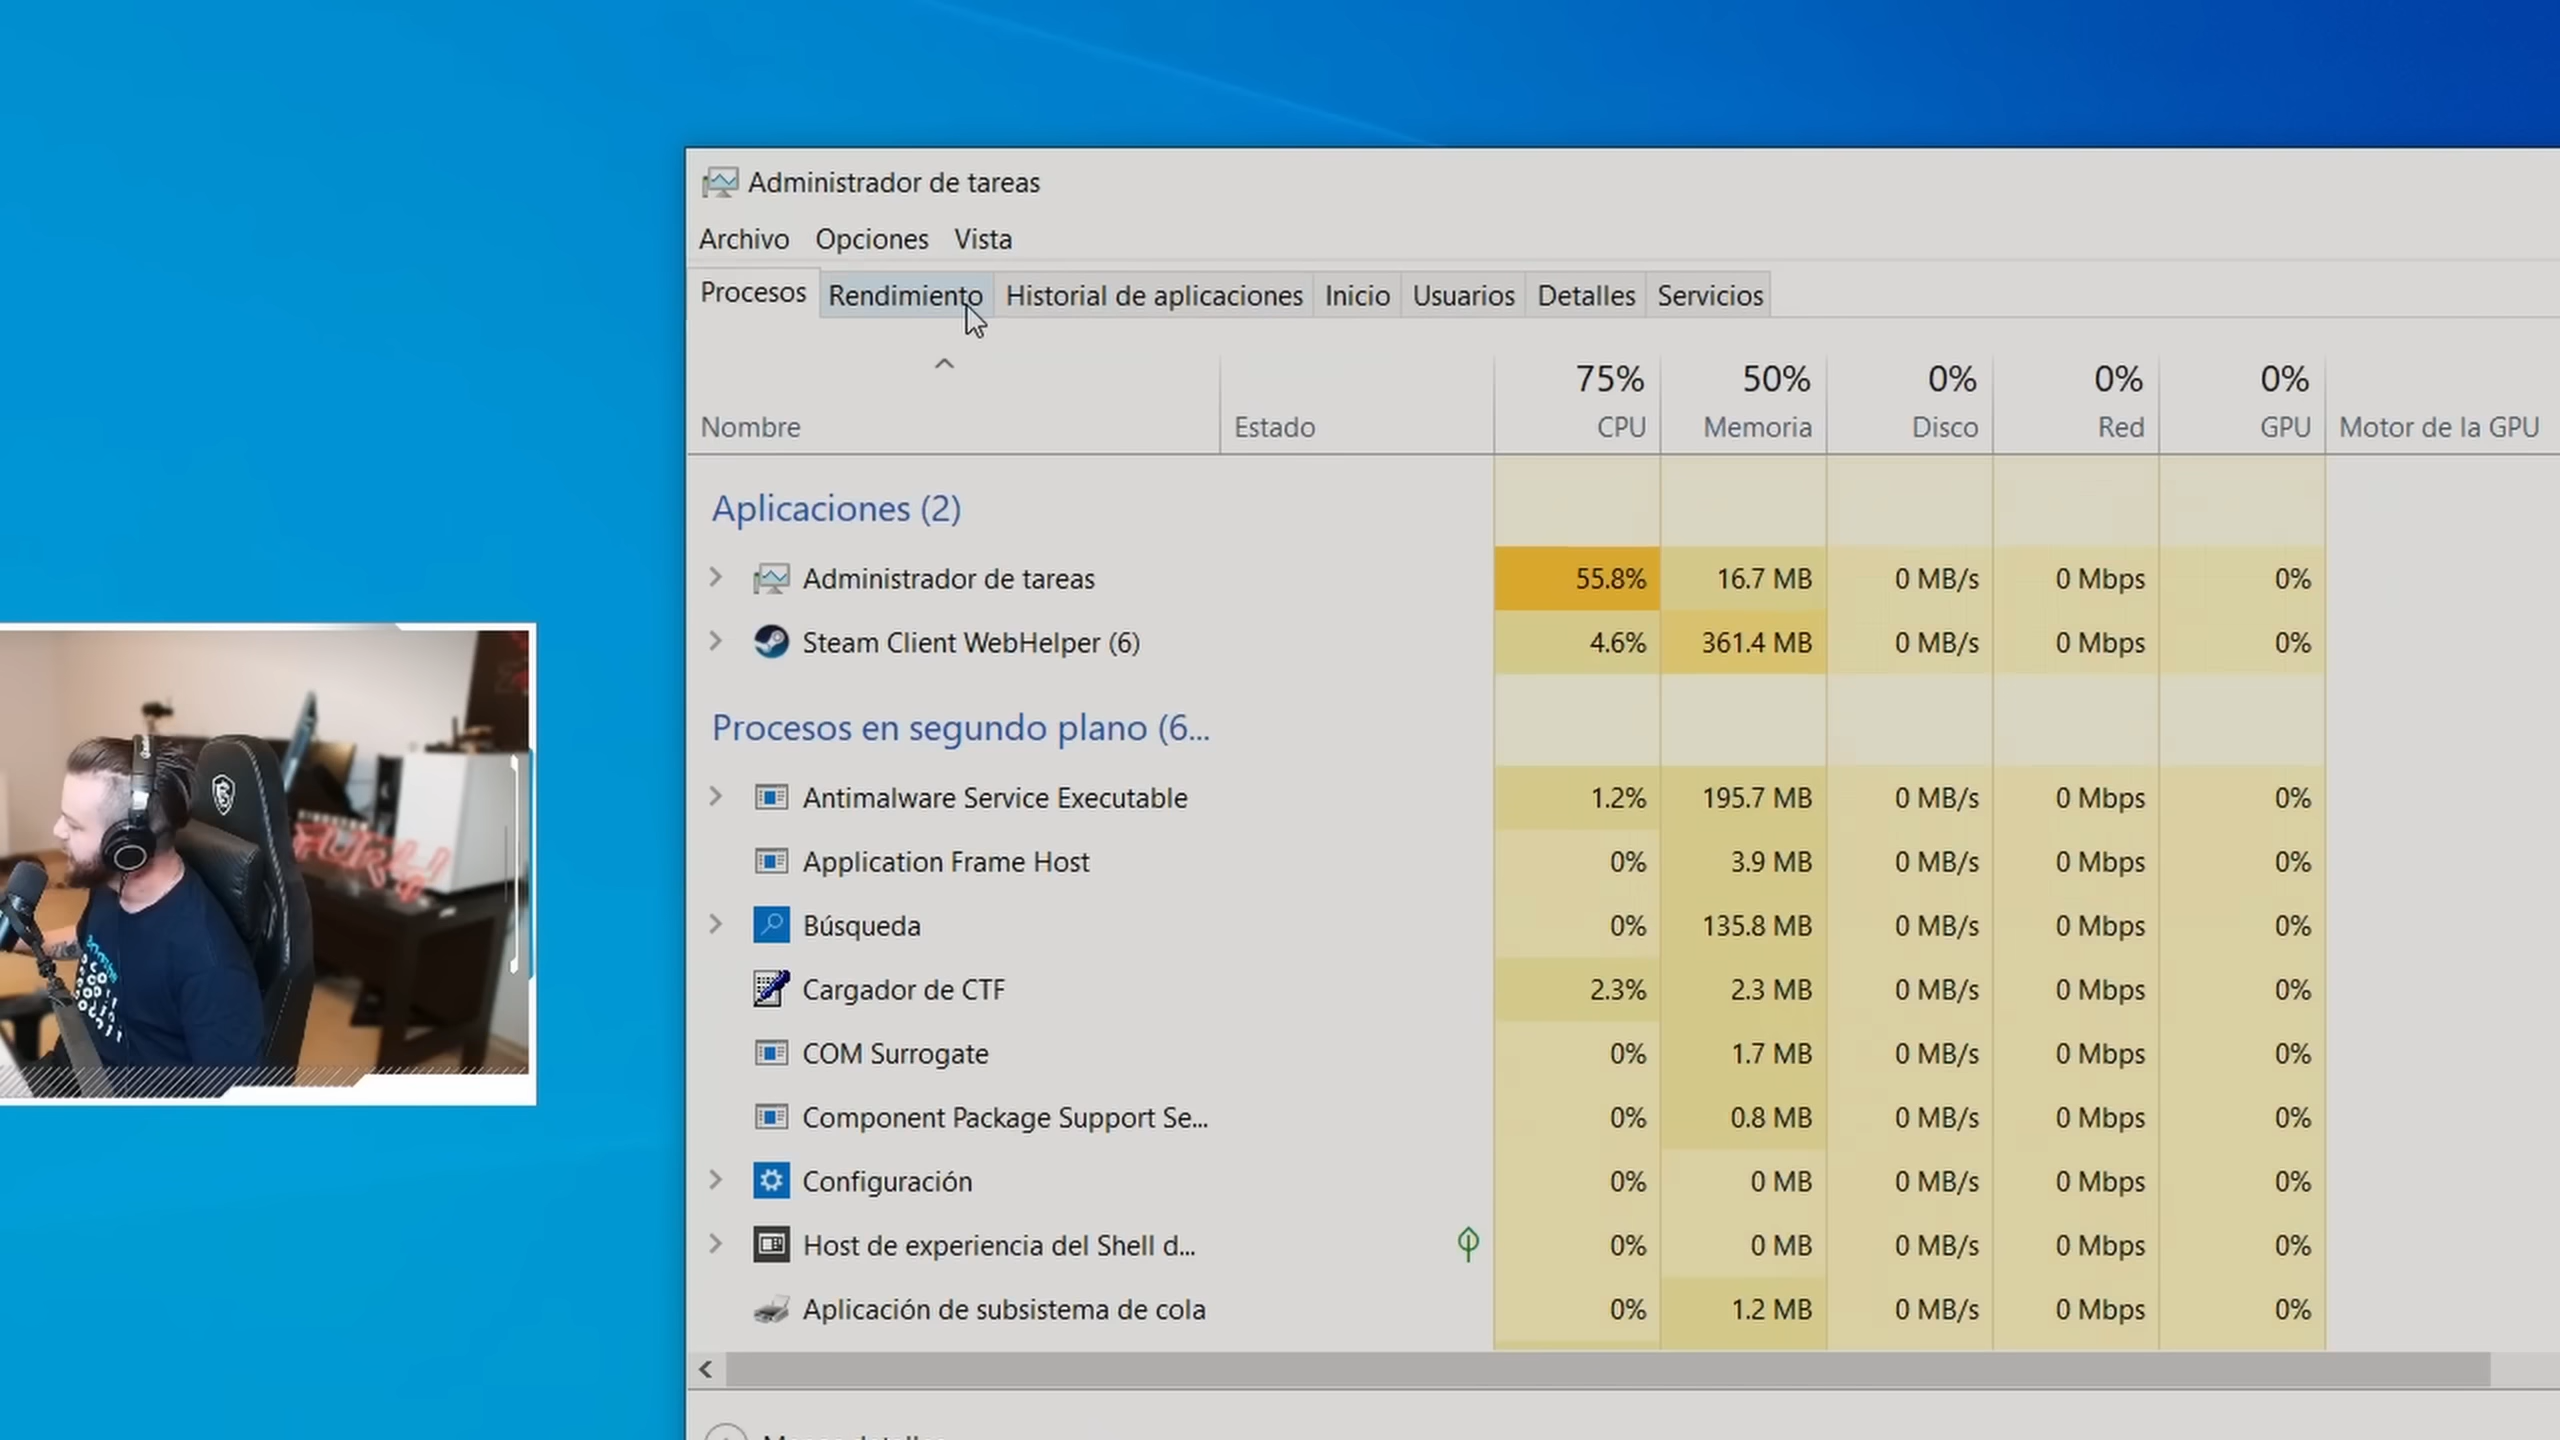 Administrador de tareas
Archivo Opciones Vista
Procesos Rendimiento Historial de aplicaciones Inicio Usuarios Detalles Servicios
75% 50% 0% 0% 0%
Nombre Estado CPU Memoria Disco Red GPU Motor de la GPU
Aplicaciones (2)
Administrador de tareas 55.8% 16.7 MB 0 MB/s 0 Mbps 0%
Steam Client WebHelper (6) 4.6% 361.4 MB 0 MB/s 0 Mbps 0%
Procesos en segundo plano (6...
Antimalware Service Executable 1.2% 195.7 MB 0 MB/s 0 Mbps 0%
Application Frame Host 0% 3.9 MB 0 MB/s 0 Mbps 0%
Búsqueda 0% 135.8 MB 0 MB/s 0 Mbps 0%
Cargador de CTF 2.3% 2.3 MB 0 MB/s 0 Mbps 0%
COM Surrogate 0% 1.7 MB 0 MB/s 0 Mbps 0%
Component Package Support Se... 0% 0.8 MB 0 MB/s 0 Mbps 0%
Configuración 0% 0 MB 0 MB/s 0 Mbps 0%
Host de experiencia del Shell d... 0% 0 MB 0 MB/s 0 Mbps 0%
Aplicación de subsistema de cola 0% 1.2 MB 0 MB/s 0 Mbps 0%